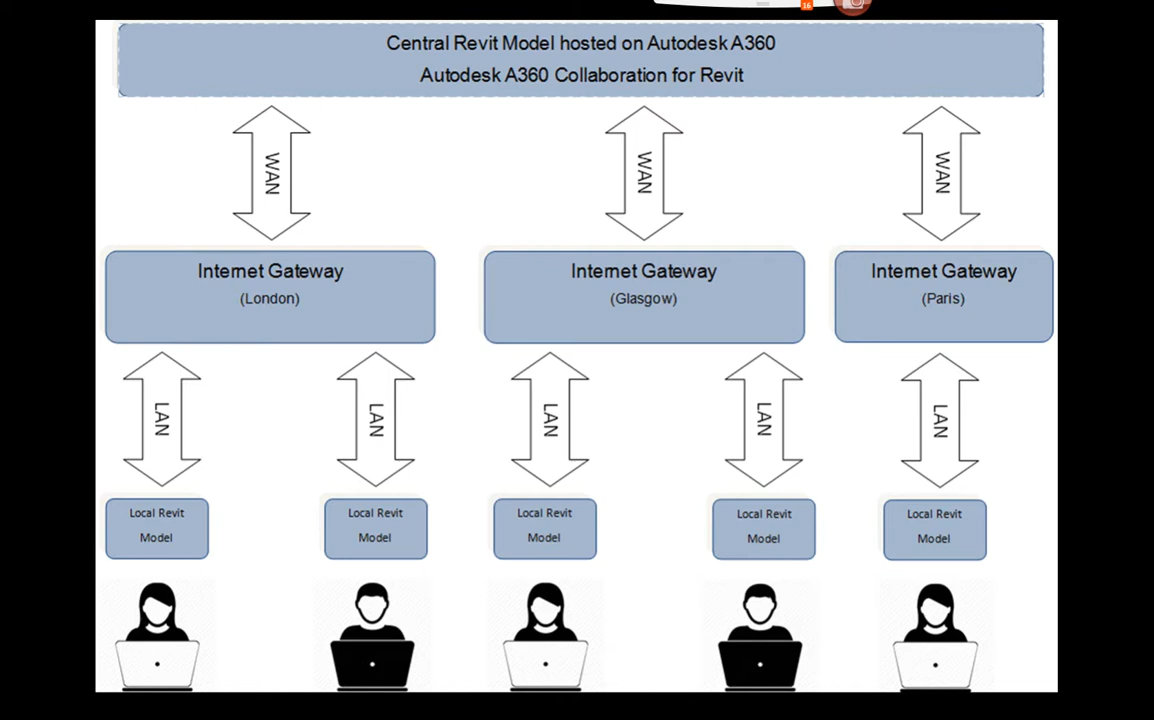 16
Central Revit Model hosted on Autodesk A360
Autodesk A360 Collaboration for Revit
WAN
WAN
WAN
Internet Gateway
(London)
Internet Gateway
(Glasgow)
Internet Gateway
(Paris)
LAN
LAN
LAN
LAN
LAN
Local Revit
Model
Local Revit
Model
Local Revit
Model
Local Revit
Model
Local Revit
Model